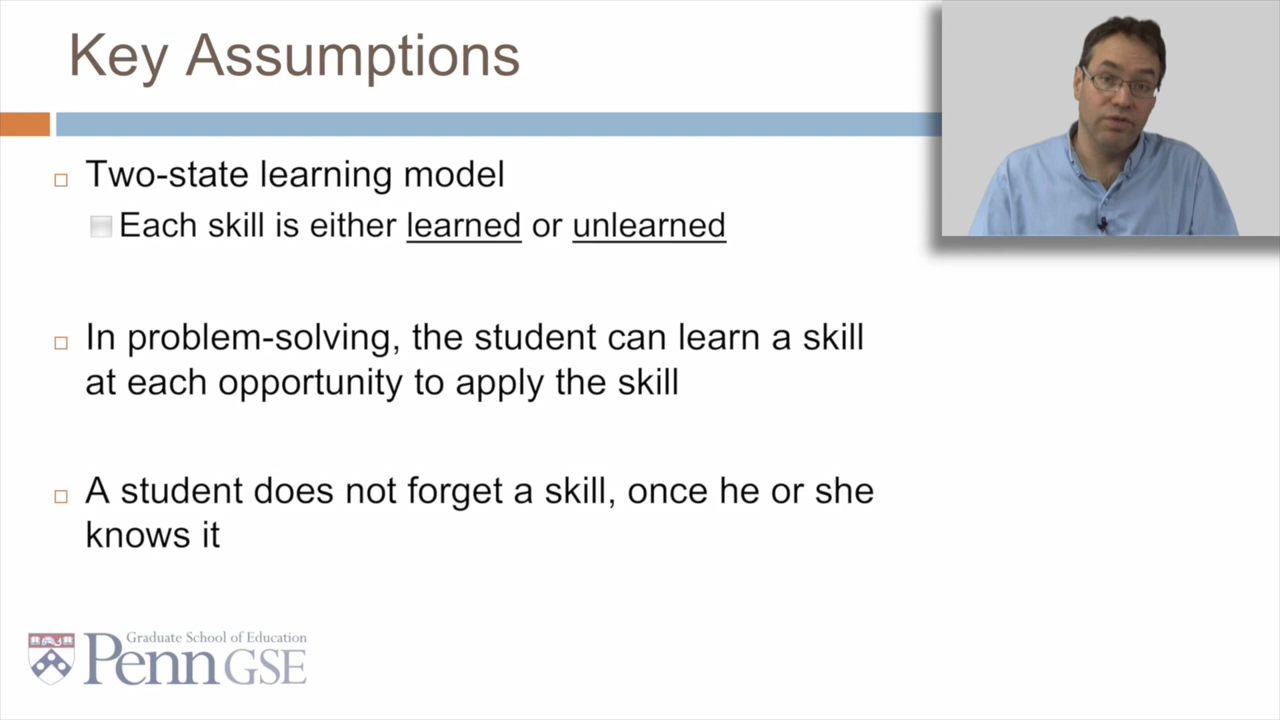 Key Assumptions
Two-state learning model
Each skill is either learned or unlearned
In problem-solving, the student can learn a skill
at each opportunity to apply the skill
A student does not forget a skill, once he or she
knows it
Graduate School of Education
Penn GSE